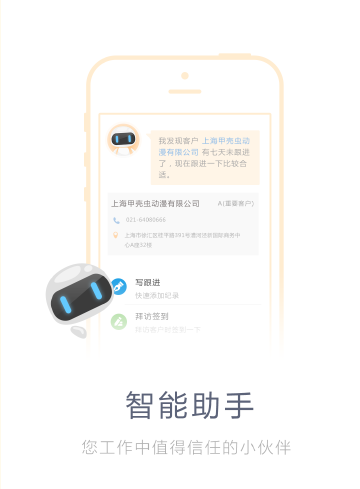 我发现客户 上海甲壳虫动
漫有限公司 有七天未跟进
了，现在跟进一下比较合
适。
上海甲壳虫动漫有限公司 A(重要客户)
021-64980666
上海市徐汇区桂平路391号漕河泾新国际商务中
心A座32楼
写跟进
快速添加纪录
拜访签到
拜访客户时签到一下
智能助手
您工作中值得信任的小伙伴